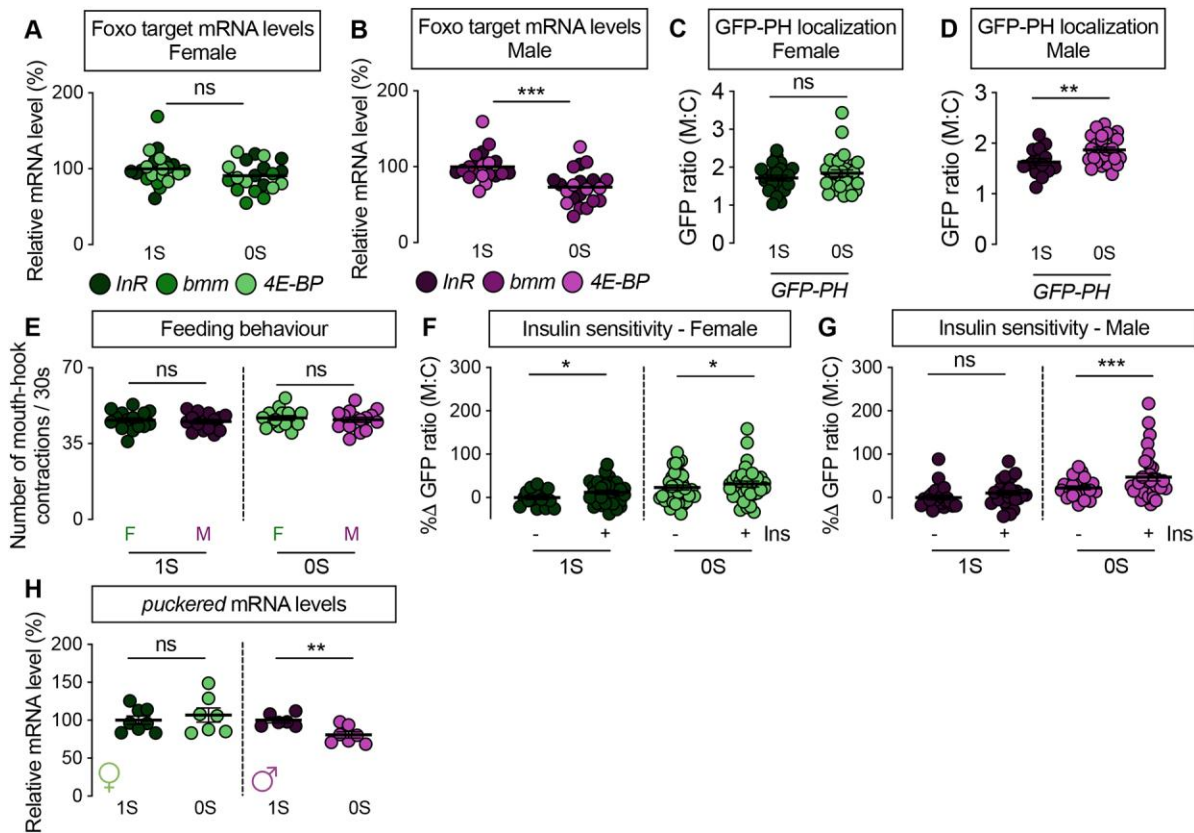 A
Foxo target mRNA levels
Female
Relative mRNA level (%)
200
100
0
ns
1S
0S
InR bmm 4E-BP
B
Foxo target mRNA levels
Male
Relative mRNA level (%)
200
100
0
***
1S
0S
InR bmm 4E-BP
C
GFP-PH localization
Female
GFP ratio (M:C)
4
3
2
1
0
ns
1S
0S
GFP-PH
D
GFP-PH localization
Male
GFP ratio (M:C)
3
2
1
0
**
1S
0S
GFP-PH
E
Feeding behaviour
Number of mouth-hook
contractions / 30s
70
35
0
ns
ns
F M F M
1S
0S
F
Insulin sensitivity - Female
%Δ GFP ratio (M:C)
300
200
100
0
*
*
- + - + Ins
1S
0S
G
Insulin sensitivity - Male
%Δ GFP ratio (M:C)
300
200
100
0
ns
***
- + - + Ins
1S
0S
H
puckered mRNA levels
Relative mRNA level (%)
200
150
100
50
0
ns
**
♀ ♂
1S 0S 1S 0S